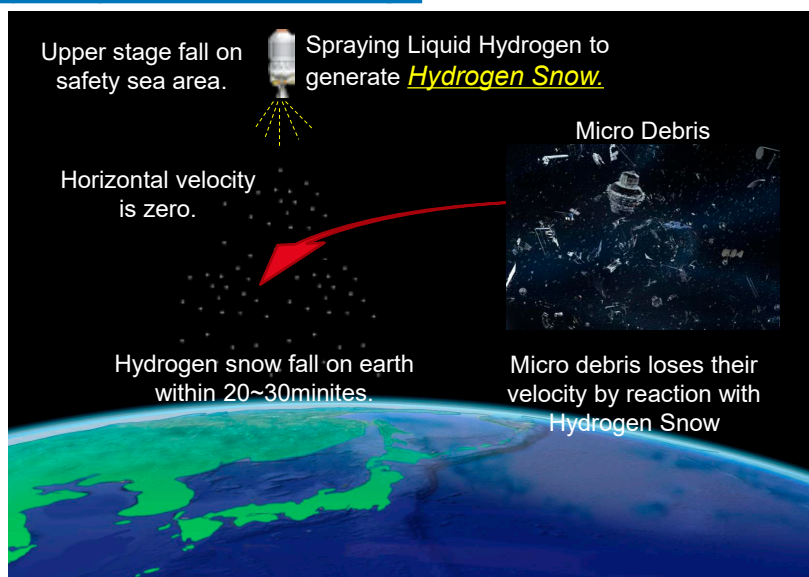 Upper stage fall on
safety sea area.
Spraying Liquid Hydrogen to
generate Hydrogen Snow.
Micro Debris
Horizontal velocity
is zero.
Hydrogen snow fall on earth
within 20~30minites.
Micro debris loses their
velocity by reaction with
Hydrogen Snow